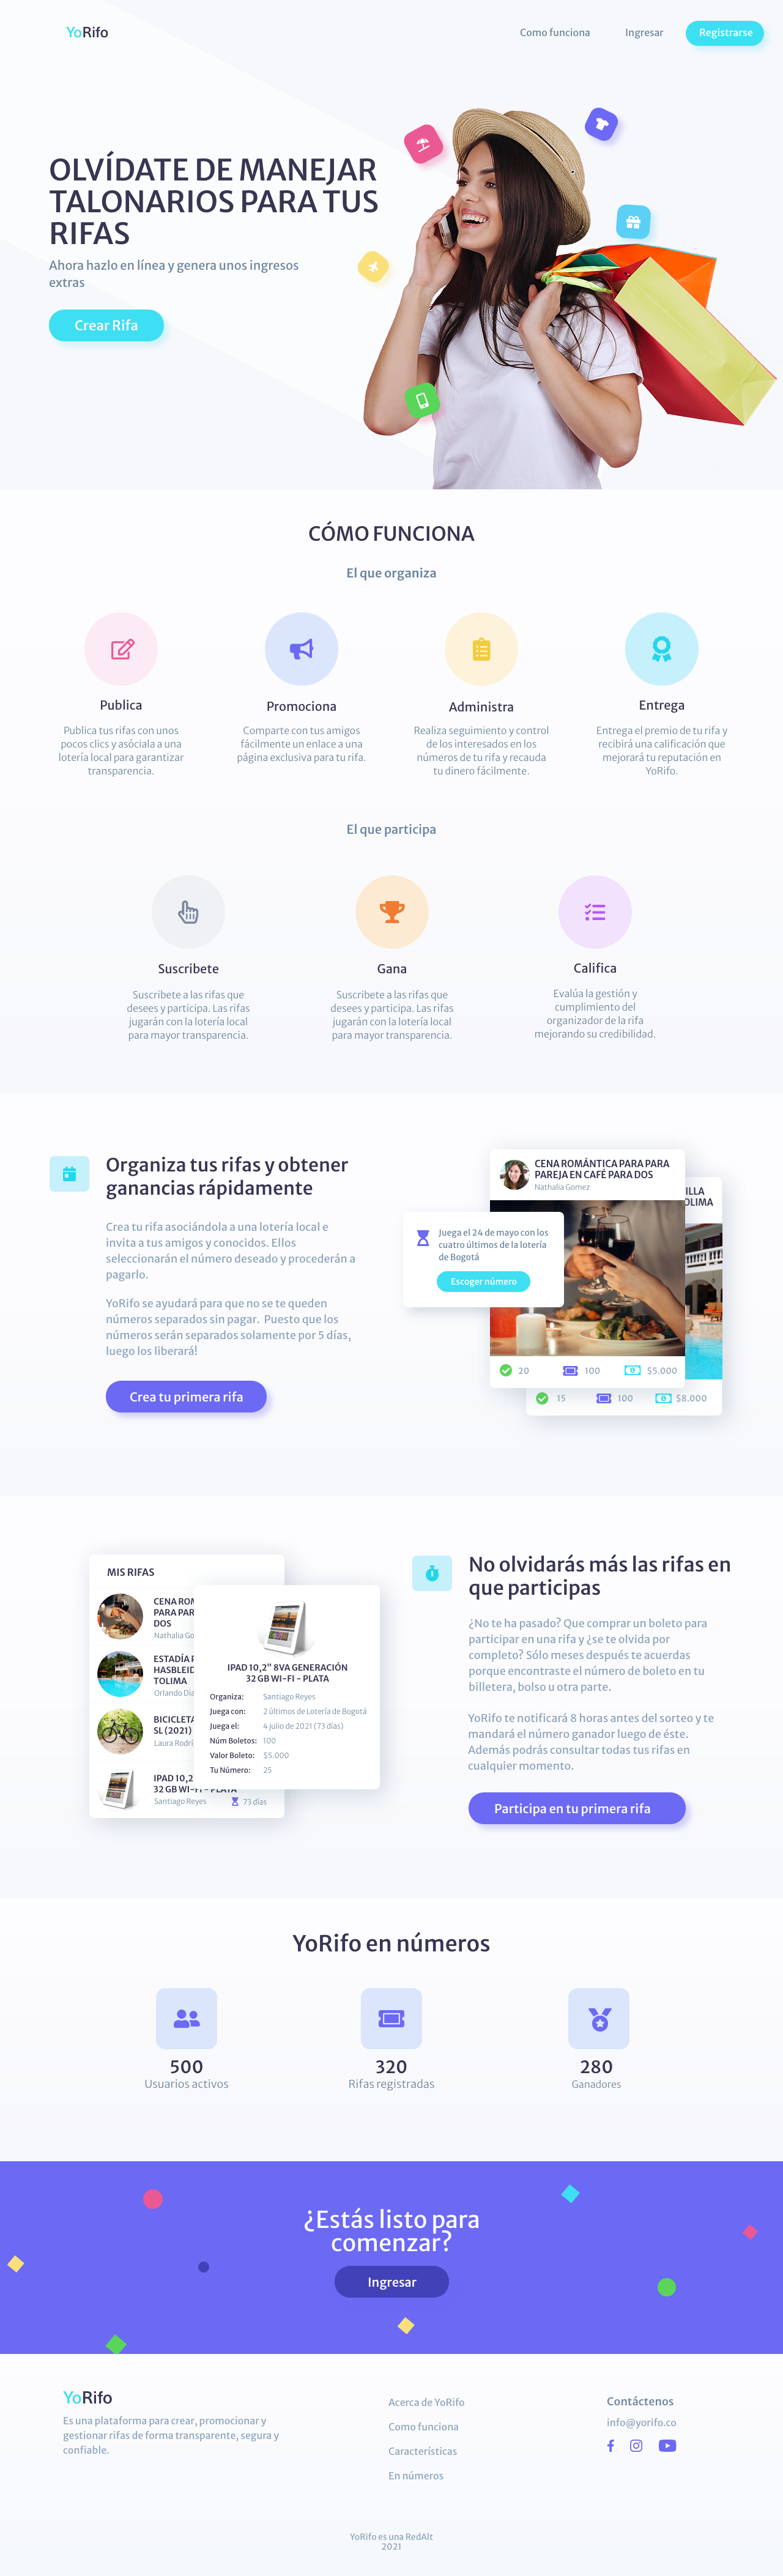 YoRifo
Como funciona
Ingresar
Registrarse
OLVÍDATE DE MANEJAR
TALONARIOS PARA TUS
RIFAS
Ahora hazlo en línea y genera unos ingresos
extras
Crear Rifa
CÓMO FUNCIONA
El que organiza
Publica
Publica tus rifas con unos
pocos clics y asóciala a una
lotería local para garantizar
transparencia.
Promociona
Comparte con tus amigos
fácilmente un enlace a una
página exclusiva para tu rifa.
Administra
Realiza seguimiento y control
de los interesados en los
números de tu rifa y recauda
tu dinero fácilmente.
Entrega
Entrega el premio de tu rifa y
recibirá una calificación que
mejorará tu reputación en
YoRifo.
El que participa
Suscribete
Suscribete a las rifas que
desees y participa. Las rifas
jugarán con la lotería local
para mayor transparencia.
Gana
Suscribete a las rifas que
desees y participa. Las rifas
jugarán con la lotería local
para mayor transparencia.
Califica
Evalúa la gestión y
cumplimiento del
organizador de la rifa
mejorando su credibilidad.
Organiza tus rifas y obtener
ganancias rápidamente
Crea tu rifa asociándola a una lotería local e
invita a tus amigos y conocidos. Ellos
seleccionarán el número deseado y procederán a
pagarlo.
YoRifo se ayudará para que no se te queden
números separados sin pagar.  Puesto que los
números serán separados solamente por 5 días,
luego los liberará!
Crea tu primera rifa
CENA ROMÁNTICA PARA PARA
PAREJA EN CAFÉ PARA DOS
Nathalia Gomez
ILLA
OLIMA
Juega el 24 de mayo con los
cuatro últimos de la lotería
de Bogotá
Escoger número
20
100
$5.000
15
100
$8.000
MIS RIFAS
CENA ROM
PARA PAR
DOS
Nathalia Go
ESTADÍA P
HASBLEID
TOLIMA
Orlando Dia
BICICLETA
SL (2021)
Laura Rodri
IPAD 10,2
32 GB WI-FI - PLATA
Santiago Reyes
73 días
IPAD 10,2" 8VA GENERACIÓN
32 GB WI-FI - PLATA
Organiza: Santiago Reyes
Juega con: 2 últimos de Lotería de Bogotá
Juega el: 4 julio de 2021 (73 días)
Núm Boletos: 100
Valor Boleto: $5.000
Tu Número: 25
No olvidarás más las rifas en
que participas
¿No te ha pasado? Que comprar un boleto para
participar en una rifa y ¿se te olvida por
completo? Sólo meses después te acuerdas
porque encontraste el número de boleto en tu
billetera, bolso u otra parte.
YoRifo te notificará 8 horas antes del sorteo y te
mandará el número ganador luego de éste.
Además podrás consultar todas tus rifas en
cualquier momento.
Participa en tu primera rifa
YoRifo en números
500
Usuarios activos
320
Rifas registradas
280
Ganadores
¿Estás listo para
comenzar?
Ingresar
YoRifo
Es una plataforma para crear, promocionar y
gestionar rifas de forma transparente, segura y
confiable.
Acerca de YoRifo
Como funciona
Características
En números
Contáctenos
info@yorifo.co
YoRifo es una RedAlt
2021